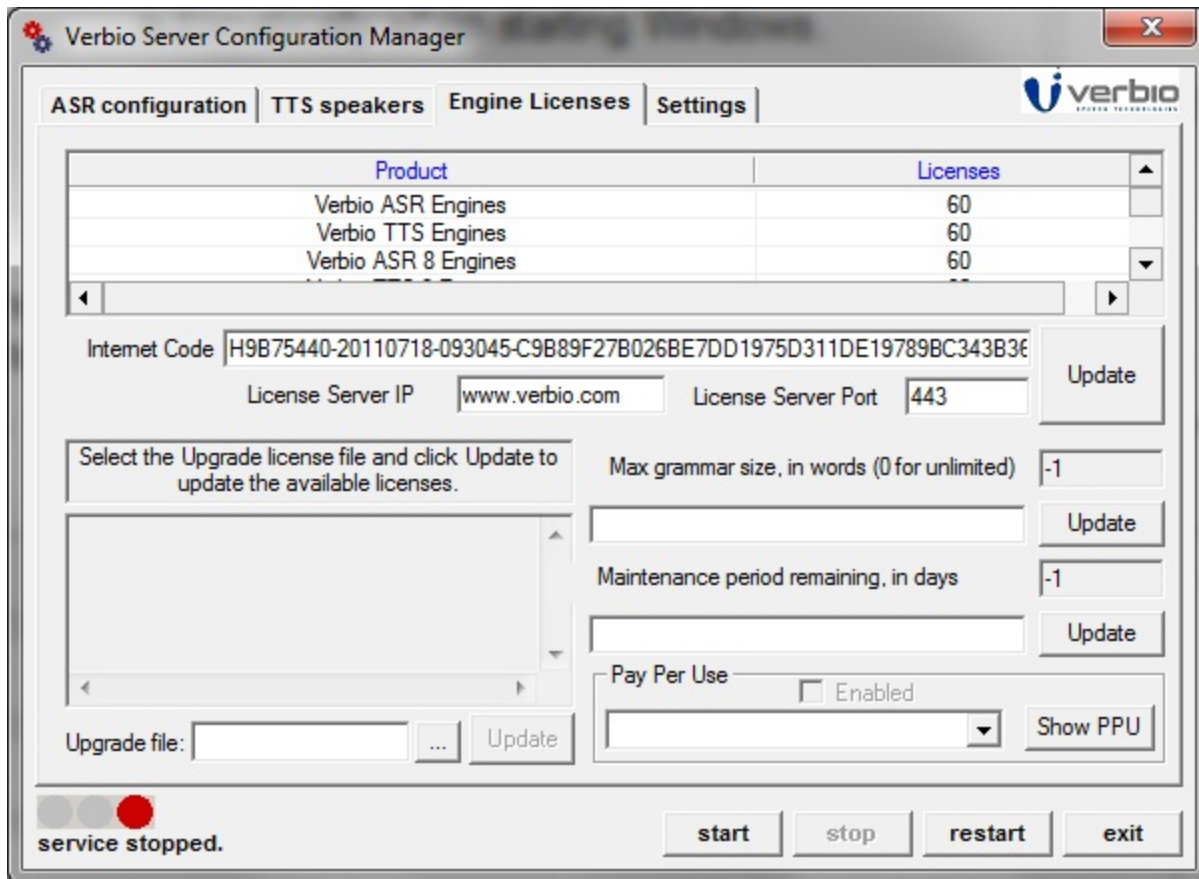 starting Windows.
Verbio Server Configuration Manager
verbio
ASR configuration TTS speakers Engine Licenses Settings
Product Licenses
Verbio ASR Engines 60
Verbio TTS Engines 60
Verbio ASR 8 Engines 60
Internet Code H9B75440-20110718-093045-C9B89F27B026BE7DD1975D311DE19789BC343B36
Update
License Server IP www.verbio.com License Server Port 443
Select the Upgrade license file and click Update to
update the available licenses.
Max grammar size, in words (0 for unlimited) -1
Update
Maintenance period remaining, in days -1
Update
Pay Per Use
Enabled
Show PPU
Upgrade file: ... Update
service stopped.
start stop restart exit